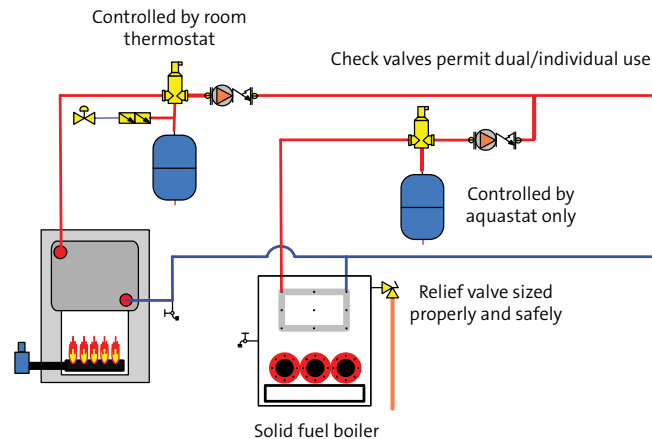 Controlled by room
thermostat
Check valves permit dual/individual use
Controlled by
aquastat only
Relief valve sized
properly and safely
Solid fuel boiler